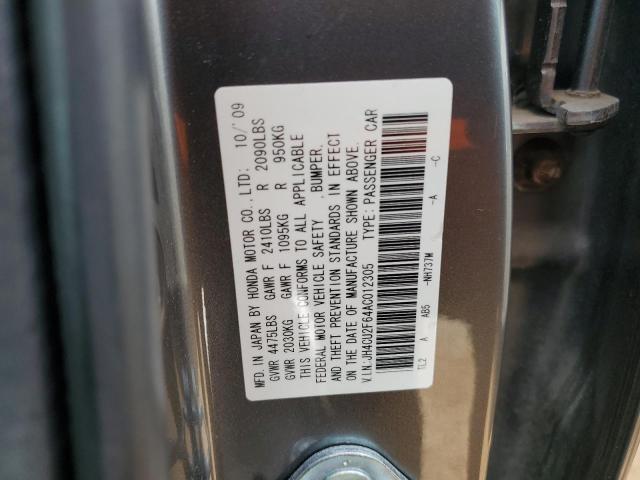 MFD. IN JAPAN BY HONDA MOTOR CO., LTD: 10/'09
GVWR 4475LBS GAWR F 2410LBS R 2090LBS
GVWR 2030KG GAWR F 1095KG R 950KG
THIS VEHICLE CONFORMS TO ALL APPLICABLE
FEDERAL MOTOR VEHICLE SAFETY ,BUMPER,
AND THEFT PREVENTION STANDARDS IN EFFECT
ON THE DATE OF MANUFACTURE SHOWN ABOVE.
V.I.N.:JH4CU2F64AC012305 TYPE: PASSENGER CAR
TL2 A AB5 -NH737M -A -C